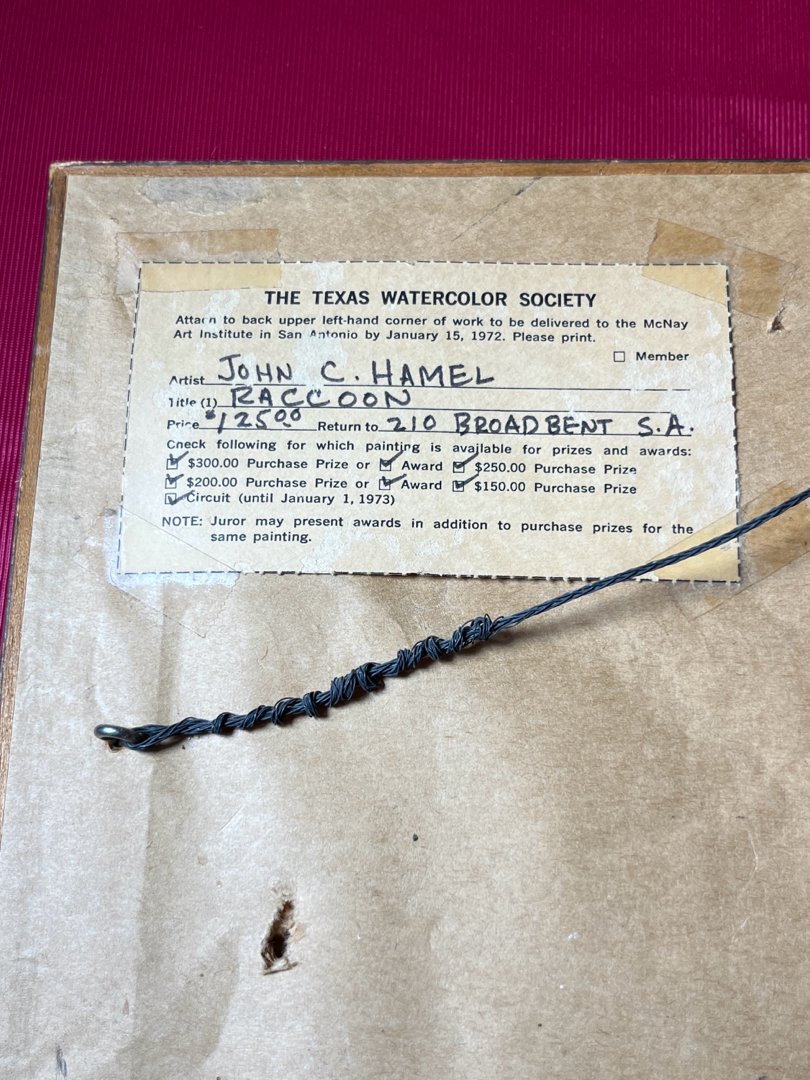 THE TEXAS WATERCOLOR SOCIETY
Attach to back upper left-hand corner of work to be delivered to the McNay
Art Institute in San Antonio by January 15, 1972. Please print.
☐ Member
Artist JOHN C. HAMEL
Title (1) RACCOON
Price $125.00 Return to 210 BROADBENT S.A.
Check following for which painting is available for prizes and awards:
☑ $300.00 Purchase Prize or ☑ Award ☑ $250.00 Purchase Prize
☑ $200.00 Purchase Prize or ☑ Award ☑ $150.00 Purchase Prize
☑ Circuit (until January 1, 1973)
NOTE: Juror may present awards in addition to purchase prizes for the
same painting.